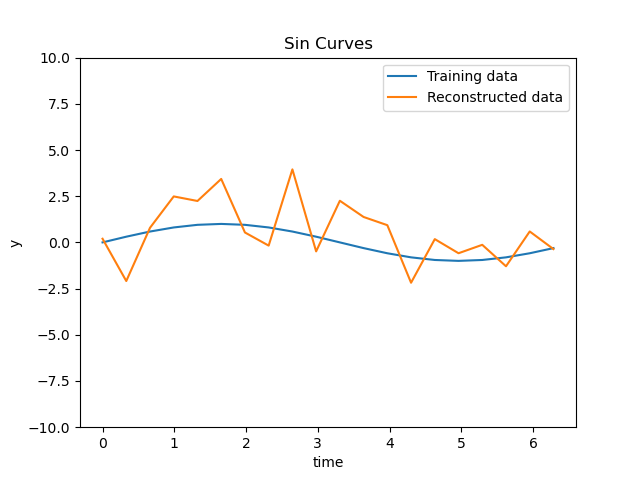 Sin Curves
Training data
Reconstructed data
10.0
7.5
5.0
2.5
0.0
−2.5
−5.0
−7.5
−10.0
y
0 1 2 3 4 5 6
time